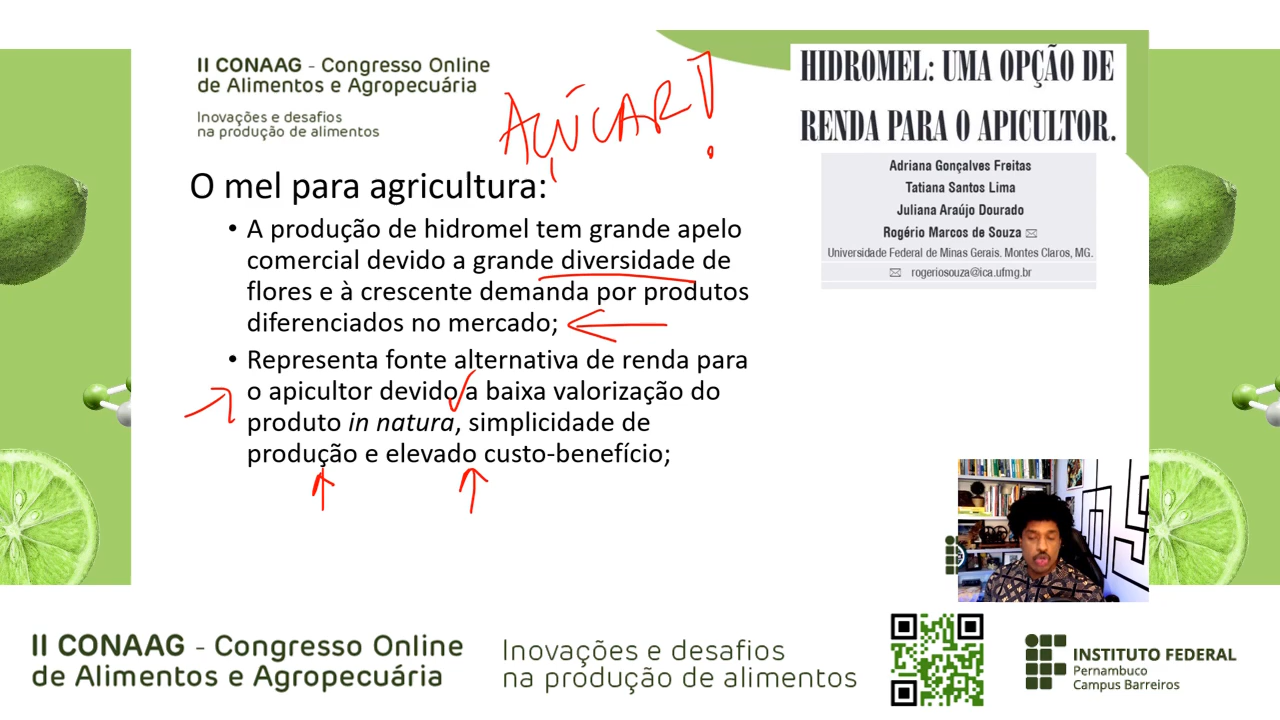 II CONAAG - Congresso Online
de Alimentos e Agropecuária
Inovações e desafios
na produção de alimentos
AÇÚCAR!
HIDROMEL: UMA OPÇÃO DE
RENDA PARA O APICULTOR.
Adriana Gonçalves Freitas
Tatiana Santos Lima
Juliana Araújo Dourado
Rogério Marcos de Souza ✉
Universidade Federal de Minas Gerais. Montes Claros, MG.
✉ rogeriosouza@ica.ufmg.br
O mel para agricultura:
• A produção de hidromel tem grande apelo
comercial devido a grande diversidade de
flores e à crescente demanda por produtos
diferenciados no mercado;
• Representa fonte alternativa de renda para
o apicultor devido a baixa valorização do
produto in natura, simplicidade de
produção e elevado custo-benefício;
II CONAAG - Congresso Online
de Alimentos e Agropecuária
Inovações e desafios
na produção de alimentos
INSTITUTO FEDERAL
Pernambuco
Campus Barreiros